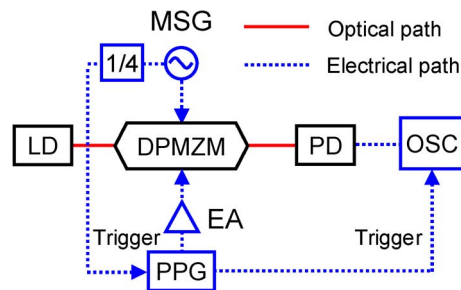 MSG
Optical path
1/4
Electrical path
LD
DPMZM
PD
OSC
EA
Trigger
Trigger
PPG